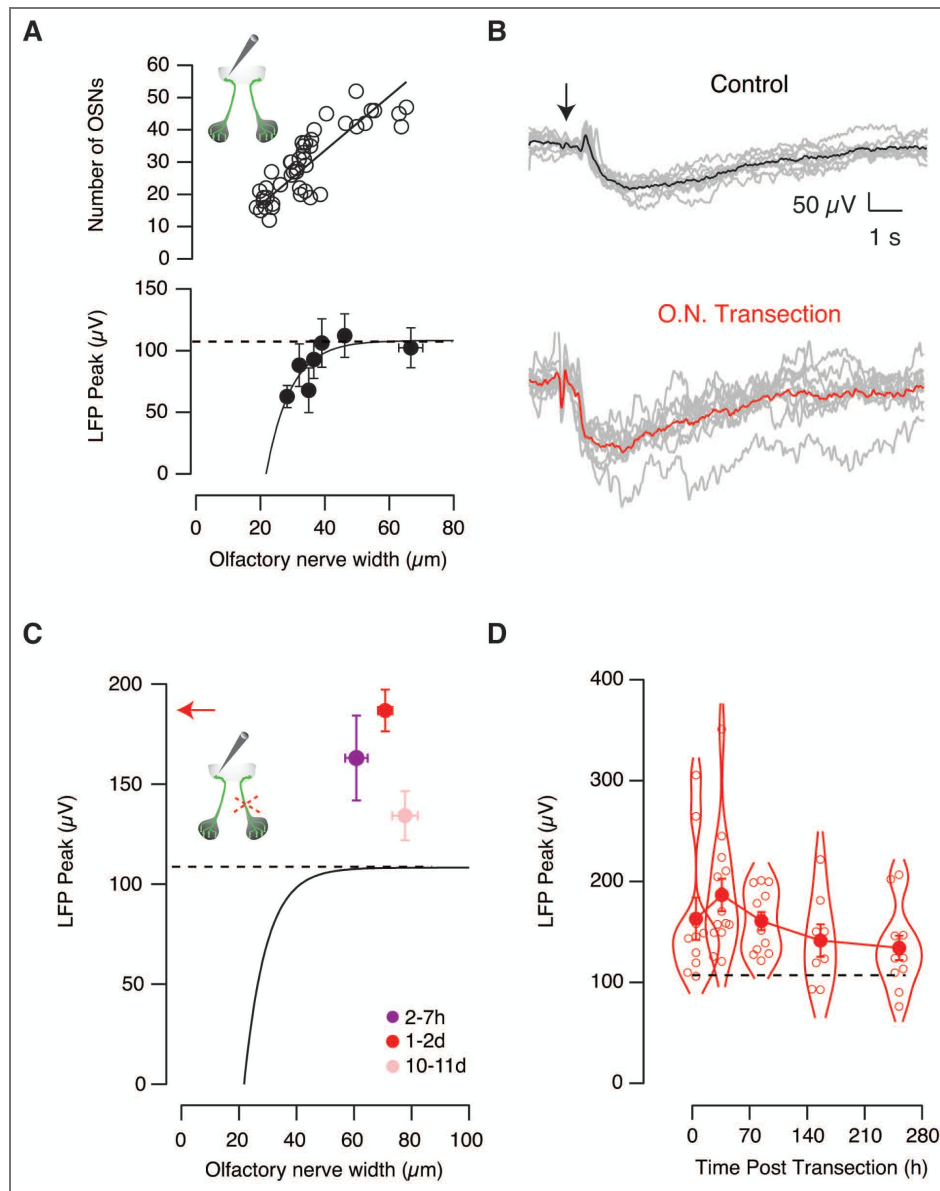 A
60
50
40
30
20
10
0
Number of OSNs
150
100
50
0
LFP Peak (µV)
0 20 40 60 80
Olfactory nerve width (µm)
B
Control
50 µV
1 s
O.N. Transection
C
200
150
100
50
0
LFP Peak (µV)
2-7h
1-2d
10-11d
0 20 40 60 80 100
Olfactory nerve width (µm)
D
400
300
200
100
0
LFP Peak (µV)
0 70 140 210 280
Time Post Transection (h)